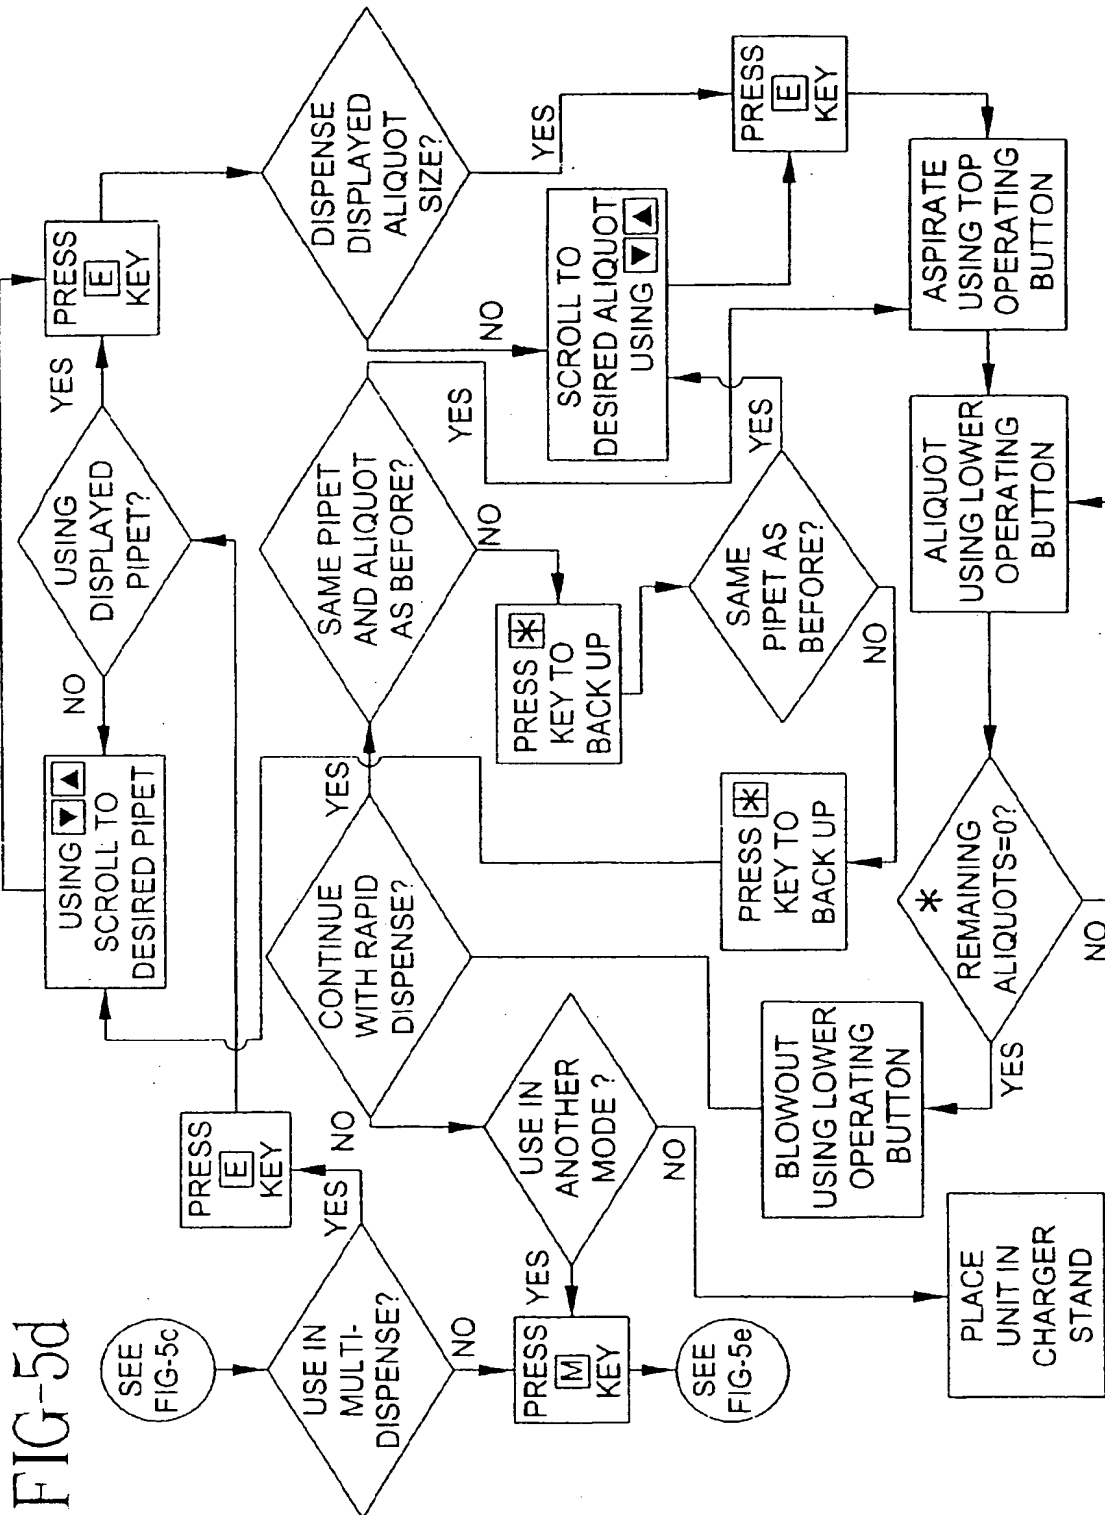 FIG-5d
SEE
FIG-5c
USE IN
MULTI-
DISPENSE?
YES
NO
PRESS
E
KEY
PRESS
M
KEY
SEE
FIG-5e
USING
DISPLAYED
PIPET?
NO
YES
USING ▼ ▲
SCROLL TO
DESIRED PIPET
PRESS
E
KEY
DISPENSE
DISPLAYED
ALIQUOT
SIZE?
NO
YES
SCROLL TO
DESIRED ALIQUOT
USING ▼ ▲
PRESS
E
KEY
ASPIRATE
USING TOP
OPERATING
BUTTON
ALIQUOT
USING LOWER
OPERATING
BUTTON
*
REMAINING
ALIQUOTS=0?
NO
YES
BLOWOUT
USING LOWER
OPERATING
BUTTON
CONTINUE
WITH RAPID
DISPENSE?
YES
NO
SAME PIPET
AND ALIQUOT
AS BEFORE?
YES
NO
PRESS *
KEY TO
BACK UP
SAME
PIPET AS
BEFORE?
YES
NO
PRESS *
KEY TO
BACK UP
USE IN
ANOTHER
MODE ?
YES
NO
PLACE
UNIT IN
CHARGER
STAND